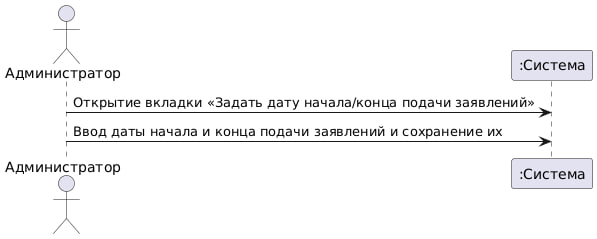 Администратор
:Система
Открытие вкладки «Задать дату начала/конца подачи заявлений»
Ввод даты начала и конца подачи заявлений и сохранение их
Администратор
:Система